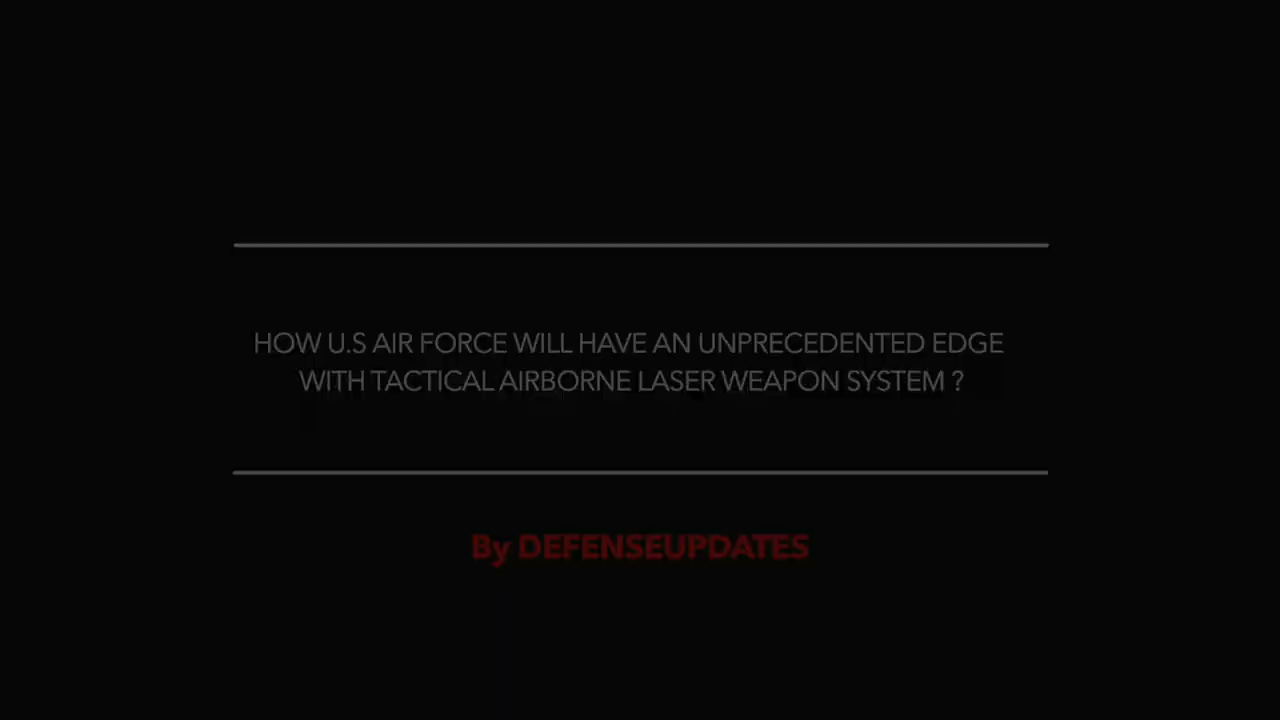 HOW U.S AIR FORCE WILL HAVE AN UNPRECEDENTED EDGE
WITH TACTICAL AIRBORNE LASER WEAPON SYSTEM ?
By DEFENSEUPDATES